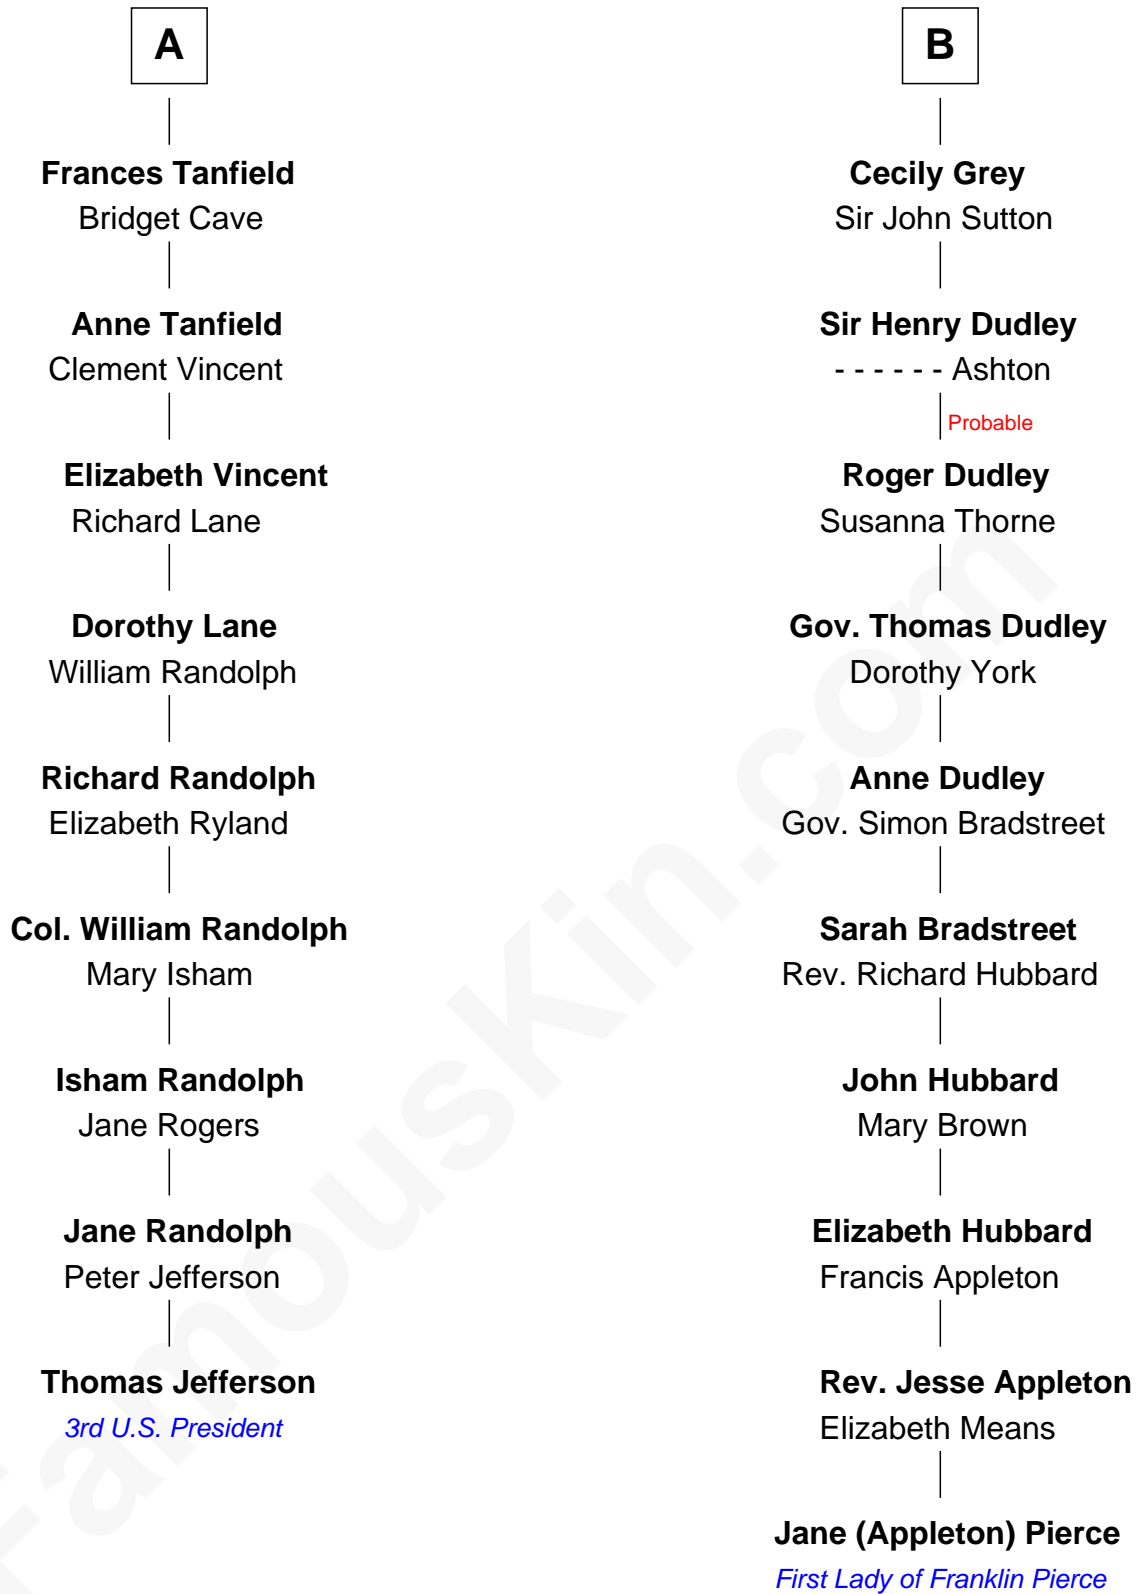 A
Frances Tanfield
Bridget Cave
Anne Tanfield
Clement Vincent
Elizabeth Vincent
Richard Lane
Dorothy Lane
William Randolph
Richard Randolph
Elizabeth Ryland
Col. William Randolph
Mary Isham
Isham Randolph
Jane Rogers
Jane Randolph
Peter Jefferson
Thomas Jefferson
3rd U.S. President
B
Cecily Grey
Sir John Sutton
Sir Henry Dudley
- - - - - - Ashton
Probable
Roger Dudley
Susanna Thorne
Gov. Thomas Dudley
Dorothy York
Anne Dudley
Gov. Simon Bradstreet
Sarah Bradstreet
Rev. Richard Hubbard
John Hubbard
Mary Brown
Elizabeth Hubbard
Francis Appleton
Rev. Jesse Appleton
Elizabeth Means
Jane (Appleton) Pierce
First Lady of Franklin Pierce
FamousKin.com